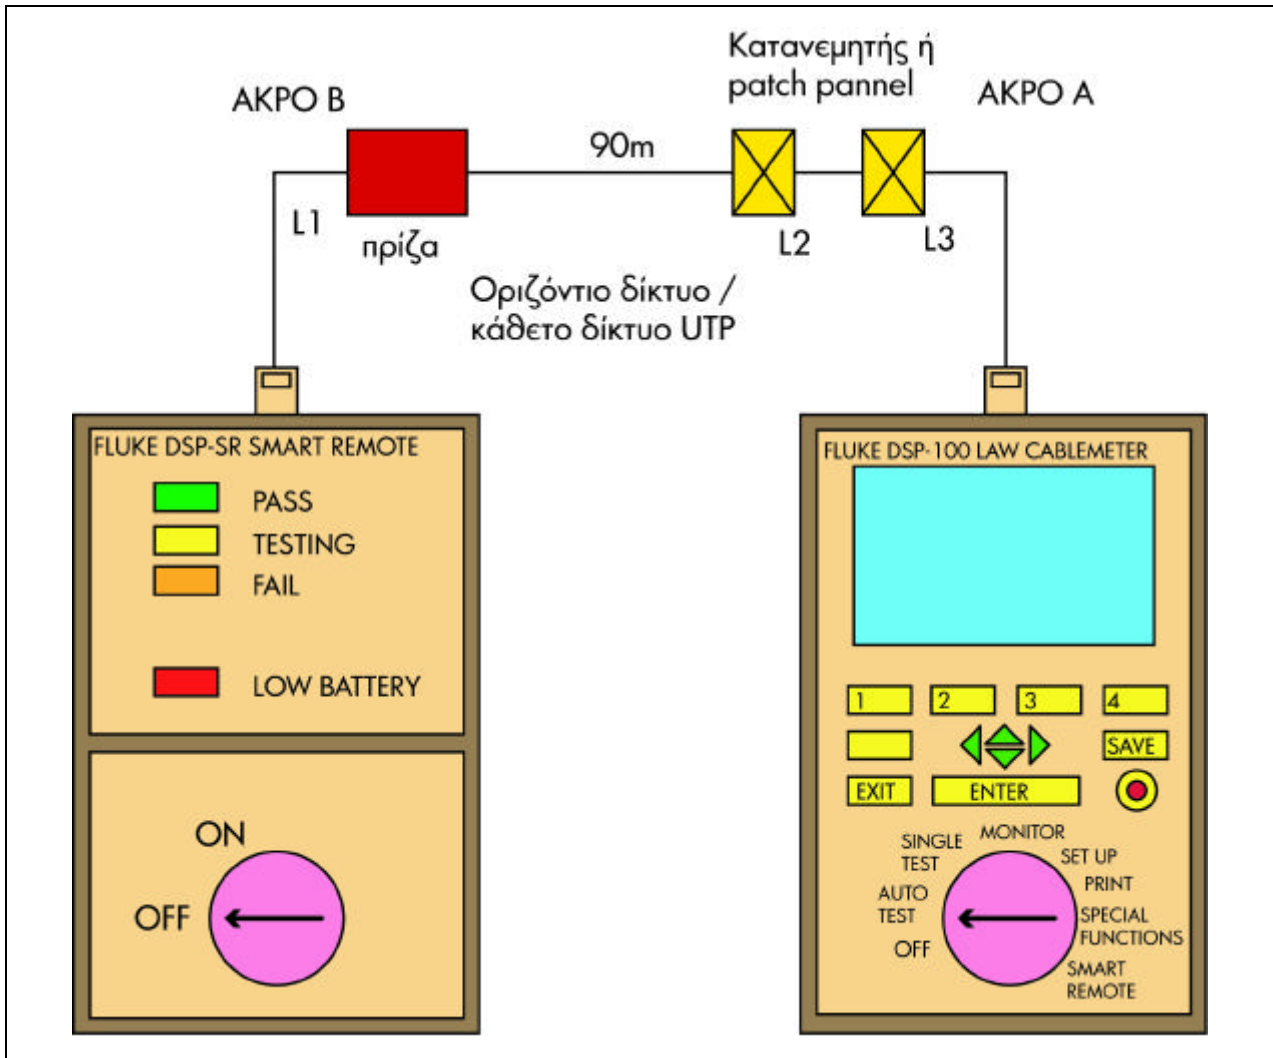 Κατανεμητής ή
patch pannel
ΑΚΡΟ Β
ΑΚΡΟ Α
90m
L1
πρίζα
L2
L3
Οριζόντιο δίκτυο /
κάθετο δίκτυο UTP
FLUKE DSP-SR SMART REMOTE
PASS
TESTING
FAIL
LOW BATTERY
ON
OFF
FLUKE DSP-100 LAW CABLEMETER
1 2 3 4
SAVE
EXIT ENTER
MONITOR
SINGLE
TEST
SET UP
PRINT
AUTO
TEST
SPECIAL
FUNCTIONS
OFF
SMART
REMOTE